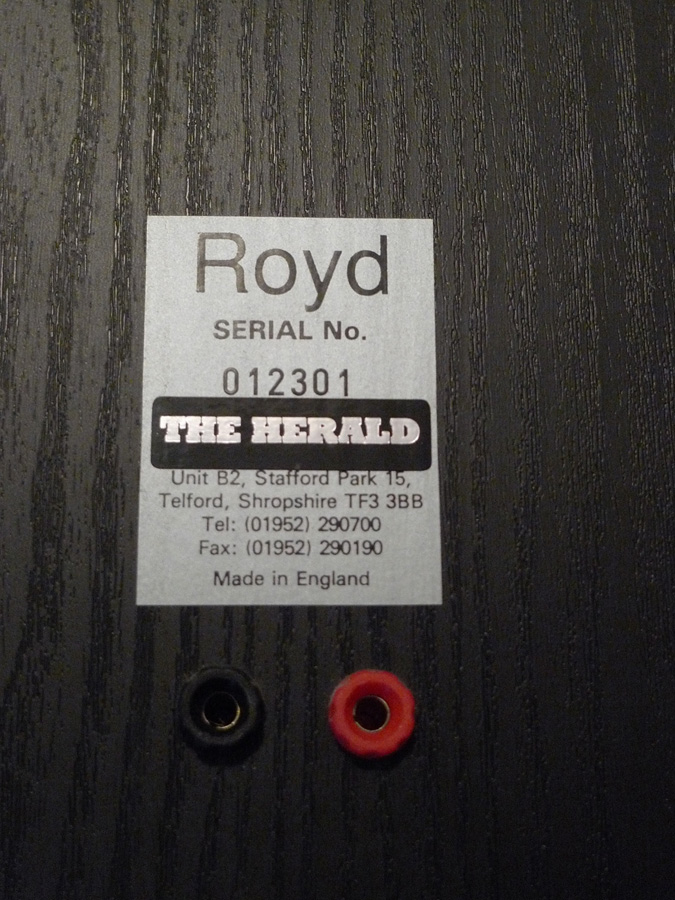 Royd
SERIAL No.
012301
THE HERALD
Unit B2, Stafford Park 15,
Telford, Shropshire TF3 3BB
Tel: (01952) 290700
Fax: (01952) 290190
Made in England